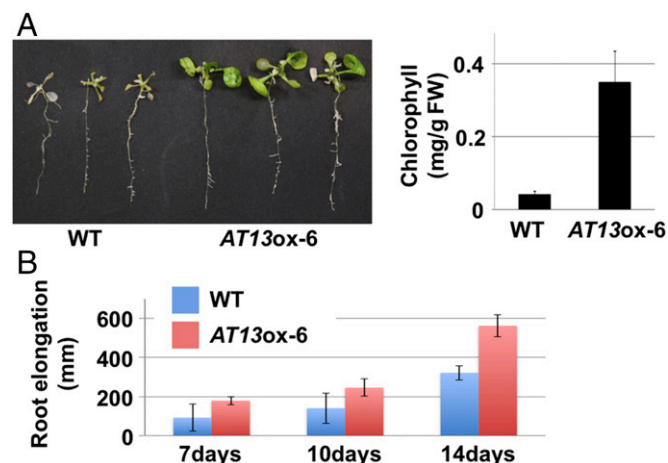 A
WT
AT13ox-6
Chlorophyll
(mg/g FW)
0.4
0.2
0
WT
AT13ox-6
B
WT
AT13ox-6
Root elongation
(mm)
600
400
200
0
7days
10days
14days